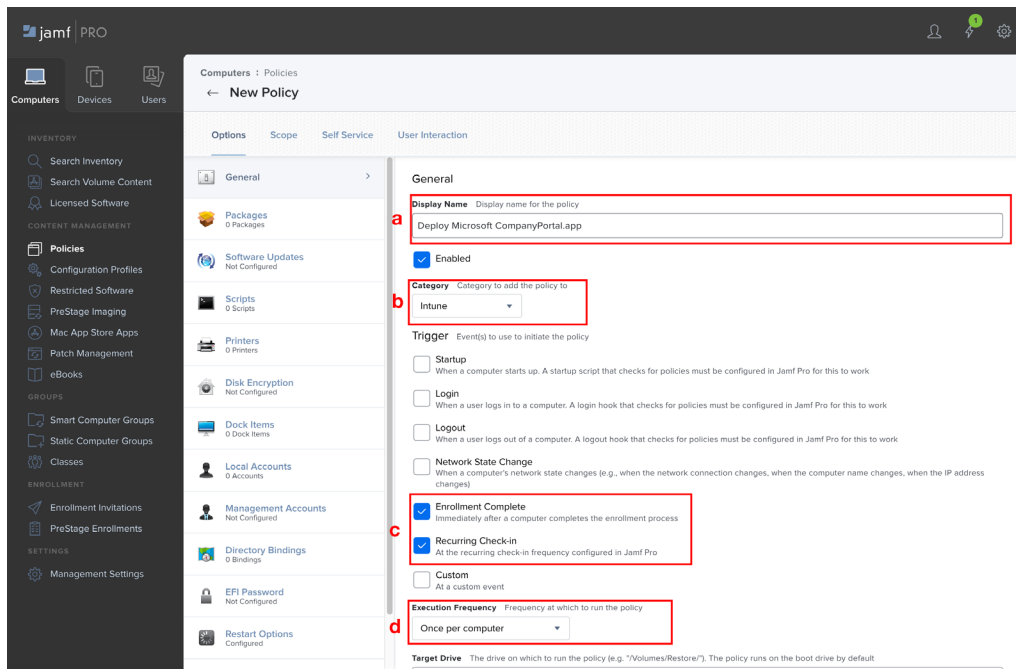 jamf PRO
1
Computers
Devices
Users
INVENTORY
Search Inventory
Search Volume Content
Licensed Software
CONTENT MANAGEMENT
Policies
Configuration Profiles
Restricted Software
PreStage Imaging
Mac App Store Apps
Patch Management
eBooks
GROUPS
Smart Computer Groups
Static Computer Groups
Classes
ENROLLMENT
Enrollment Invitations
PreStage Enrollments
SETTINGS
Management Settings
Computers : Policies
← New Policy
Options Scope Self Service User Interaction
General
Packages
0 Packages
Software Updates
Not Configured
Scripts
0 Scripts
Printers
0 Printers
Disk Encryption
Not Configured
Dock Items
0 Dock Items
Local Accounts
0 Accounts
Management Accounts
Not Configured
Directory Bindings
0 Bindings
EFI Password
Not Configured
Restart Options
Configured
General
Display Name Display name for the policy
a
Deploy Microsoft CompanyPortal.app
Enabled
Category Category to add the policy to
b
Intune
Trigger Event(s) to use to initiate the policy
Startup
When a computer starts up. A startup script that checks for policies must be configured in Jamf Pro for this to work
Login
When a user logs in to a computer. A login hook that checks for policies must be configured in Jamf Pro for this to work
Logout
When a user logs out of a computer. A logout hook that checks for policies must be configured in Jamf Pro for this to work
Network State Change
When a computer's network state changes (e.g., when the network connection changes, when the computer name changes, when the IP address
changes)
Enrollment Complete
Immediately after a computer completes the enrollment process
c
Recurring Check-in
At the recurring check-in frequency configured in Jamf Pro
Custom
At a custom event
Execution Frequency Frequency at which to run the policy
d
Once per computer
Target Drive The drive on which to run the policy (e.g. "/Volumes/Restore/"). The policy runs on the boot drive by default